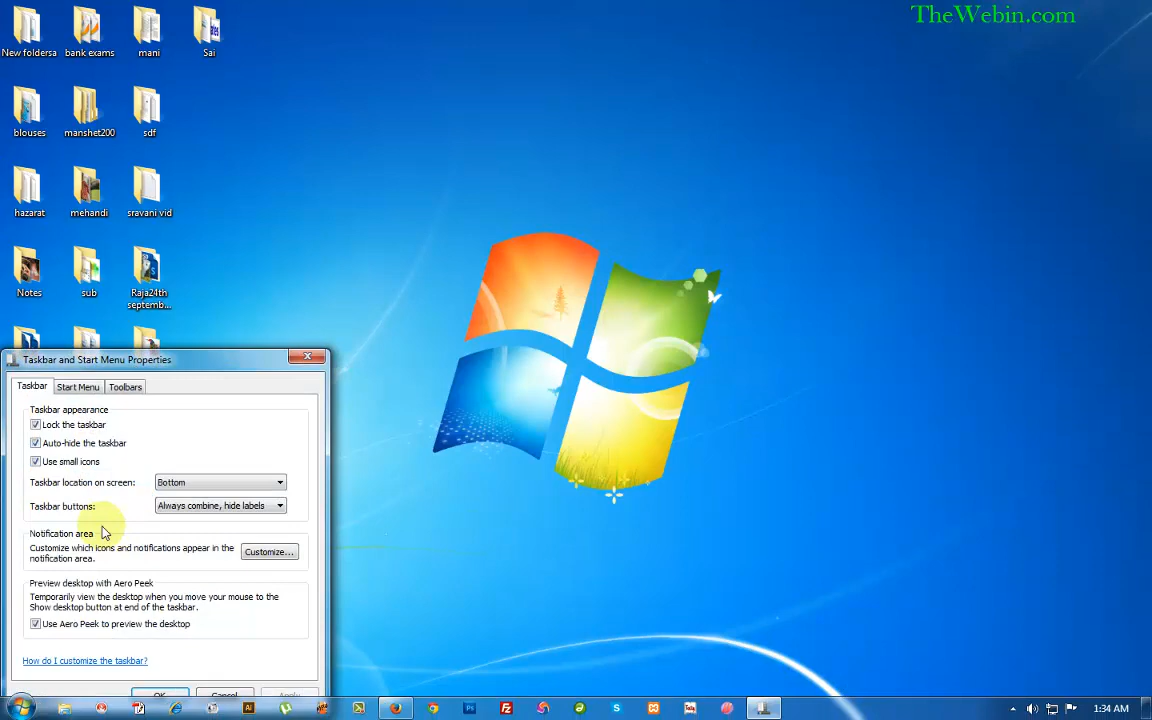 TheWebin.com
New foldersa
bank exams
mani
Sai
blouses
manshet200
sdf
hazarat
mehandi
sravani vid
Notes
sub
Raja24th
septemb...
Taskbar and Start Menu Properties
Taskbar
Start Menu
Toolbars
Taskbar appearance
Lock the taskbar
Auto-hide the taskbar
Use small icons
Taskbar location on screen:
Bottom
Taskbar buttons:
Always combine, hide labels
Notification area
Customize which icons and notifications appear in the
notification area.
Customize...
Preview desktop with Aero Peek
Temporarily view the desktop when you move your mouse to the
Show desktop button at end of the taskbar.
Use Aero Peek to preview the desktop
How do I customize the taskbar?
OK
Cancel
Apply
1:34 AM